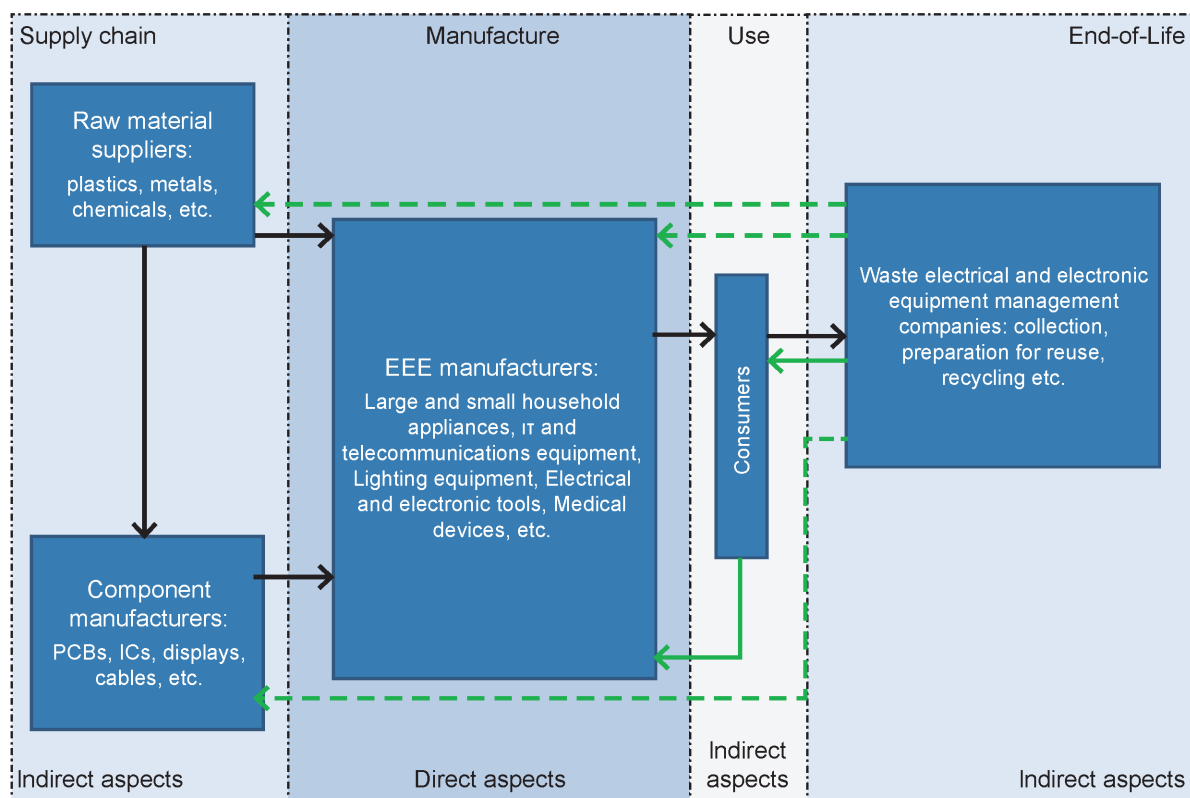 Supply chain
Manufacture
Use
End-of-Life
Raw material
suppliers:
plastics, metals,
chemicals, etc.
EEE manufacturers:
Large and small household
appliances, IT and
telecommunications equipment,
Lighting equipment, Electrical
and electronic tools, Medical
devices, etc.
Consumers
Waste electrical and electronic
equipment management
companies: collection,
preparation for reuse,
recycling etc.
Component
manufacturers:
PCBs, ICs, displays,
cables, etc.
Indirect aspects
Direct aspects
Indirect
aspects
Indirect aspects